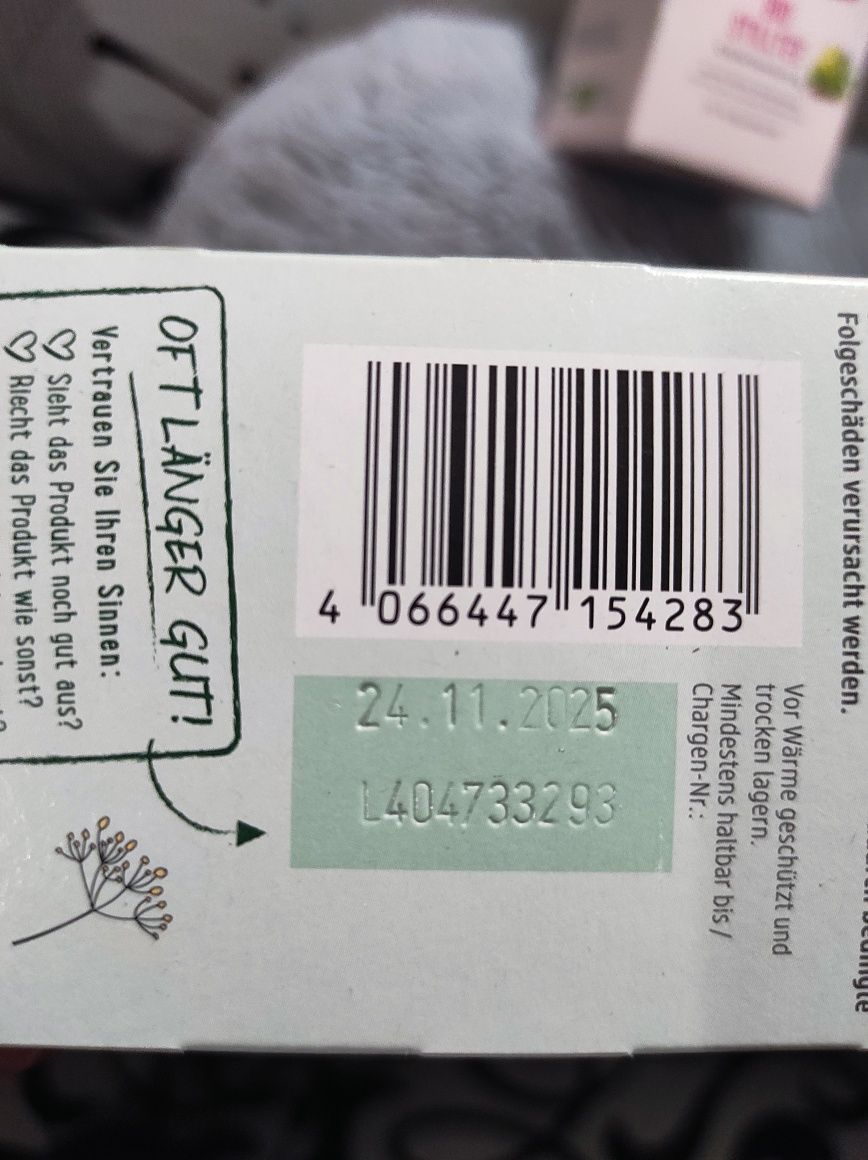 Folgeschäden verursacht werden.
Vor Wärme geschützt und
trocken lagern.
Mindestens haltbar bis /
Chargen-Nr.:
4 066447 154283
24.11.2025
L404733293
OFT LÄNGER GUT!
Vertrauen Sie Ihren Sinnen:
Sieht das Produkt noch gut aus?
Riecht das Produkt wie sonst?